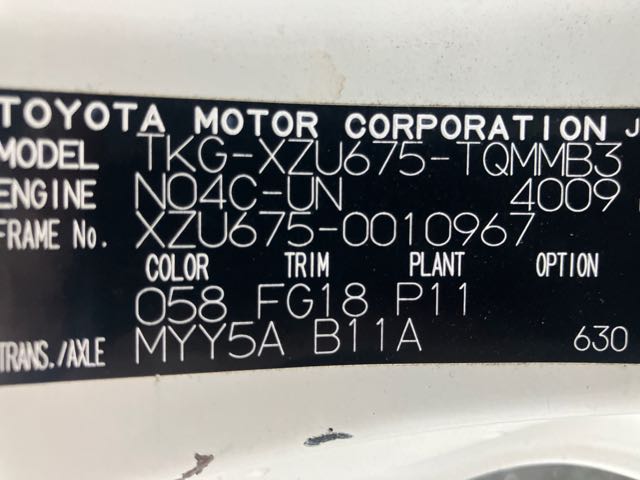 TOYOTA MOTOR CORPORATION J
MODEL TKG-XZU675-TQMMB3
ENGINE N04C-UN 4009
FRAME No. XZU675-0010967
COLOR TRIM PLANT OPTION
058 FG18 P11
TRANS./AXLE MYY5A B11A 630